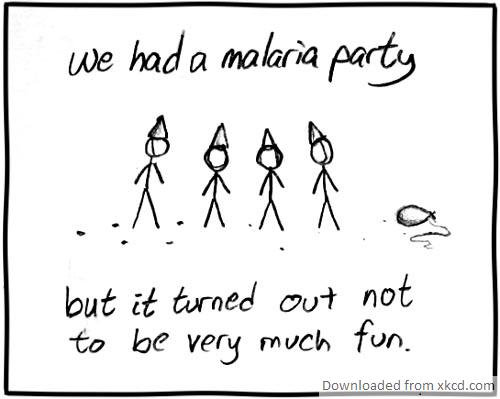 we had a malaria party
but it turned out not
to be very much fun.
Downloaded from xkcd.com